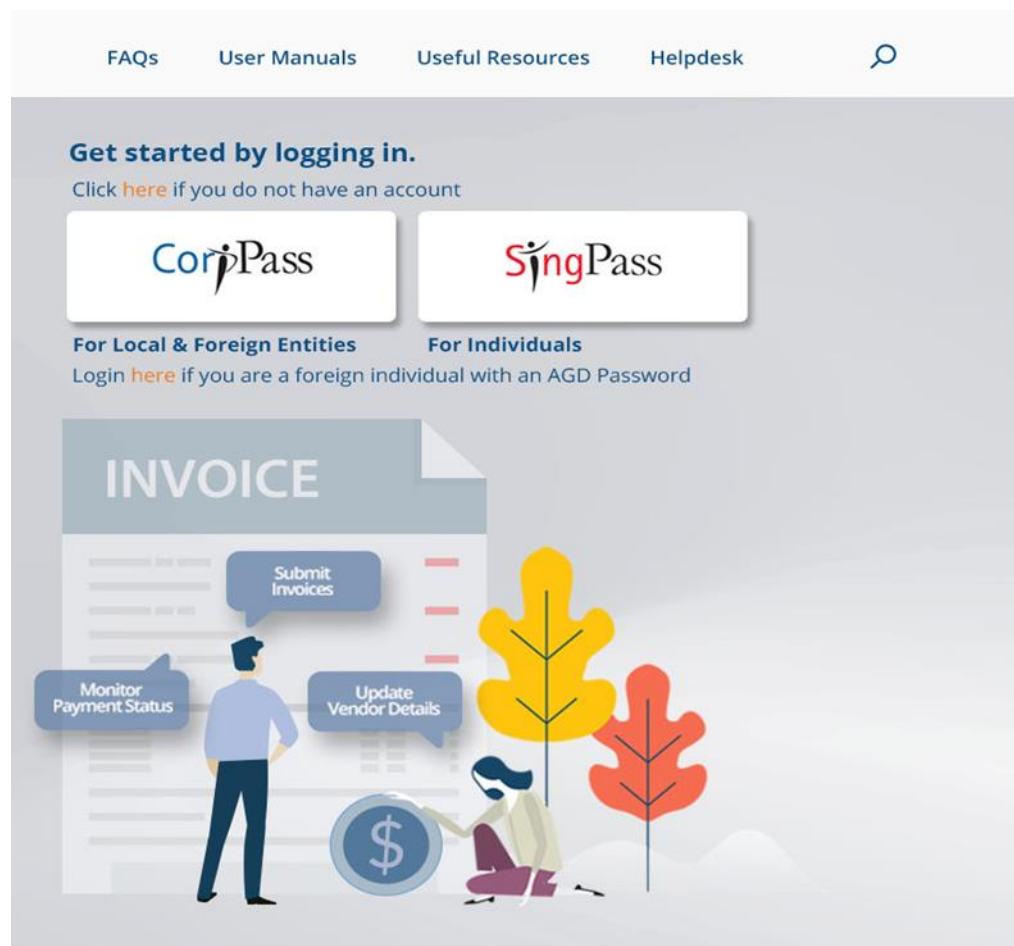 FAQs User Manuals Useful Resources Helpdesk
Get started by logging in.
Click here if you do not have an account
CorpPass SingPass
For Local & Foreign Entities For Individuals
Login here if you are a foreign individual with an AGD Password
INVOICE
Submit
Invoices
Monitor
Payment Status
Update
Vendor Details
$